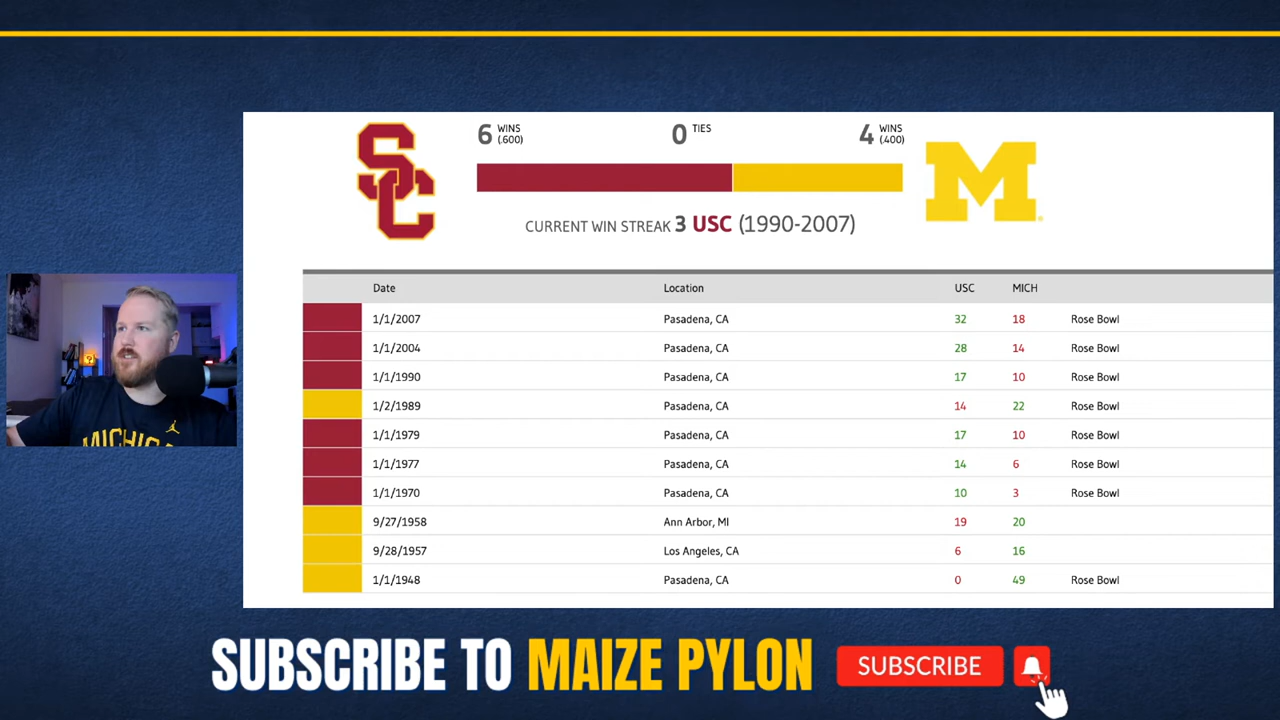 6 WINS (.600) 0 TIES 4 WINS (.400)
SC
M
CURRENT WIN STREAK 3 USC (1990-2007)
Date Location USC MICH
1/1/2007 Pasadena, CA 32 18 Rose Bowl
1/1/2004 Pasadena, CA 28 14 Rose Bowl
1/1/1990 Pasadena, CA 17 10 Rose Bowl
1/2/1989 Pasadena, CA 14 22 Rose Bowl
1/1/1979 Pasadena, CA 17 10 Rose Bowl
1/1/1977 Pasadena, CA 14 6 Rose Bowl
1/1/1970 Pasadena, CA 10 3 Rose Bowl
9/27/1958 Ann Arbor, MI 19 20
9/28/1957 Los Angeles, CA 6 16
1/1/1948 Pasadena, CA 0 49 Rose Bowl
MICHIG
SUBSCRIBE TO MAIZE PYLON SUBSCRIBE